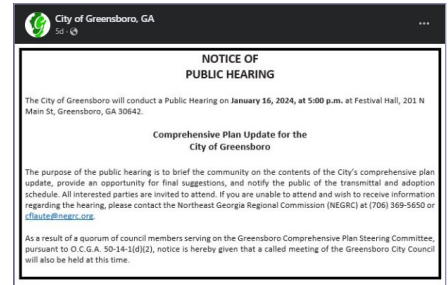 City of Greensboro, GA
5d
NOTICE OF
PUBLIC HEARING
The City of Greensboro will conduct a Public Hearing on January 16, 2024, at 5:00 p.m. at Festival Hall, 201 N
Main St, Greensboro, GA 30642.
Comprehensive Plan Update for the
City of Greensboro
The purpose of the public hearing is to brief the community on the contents of the City's comprehensive plan
update, provide an opportunity for final suggestions, and notify the public of the transmittal and adoption
schedule. All interested parties are invited to attend. If you are unable to attend and wish to receive information
regarding the hearing, please contact the Northeast Georgia Regional Commission (NEGRC) at (706) 369-5650 or
cflaute@negrc.org.
As a result of a quorum of council members serving on the Greensboro Comprehensive Plan Steering Committee,
pursuant to O.C.G.A. 50-14-1(d)(2), notice is hereby given that a called meeting of the Greensboro City Council
will also be held at this time.